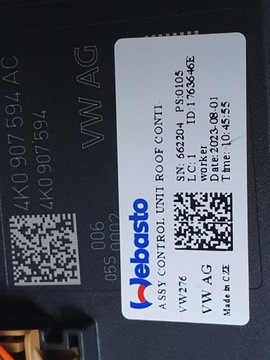 4K0 907 594 AC
4K0 907 594
VW AG
006
05S 0002
Webasto
ASSY CONTROL UNIT ROOF CONTI.
VW276
VW AG
Made in CZE
SN: 662204 PS70105
LC: 1 ID:1763646E
worker
Date:2023-08-01
Time: 10:45:55